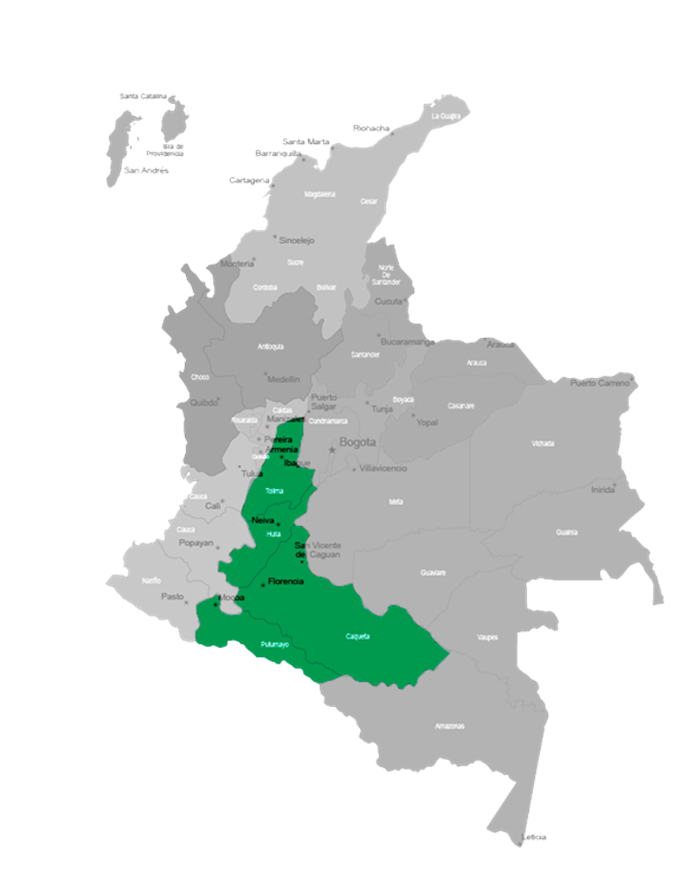 Santa Catalina
Isla de
Providencia
San Andrés
La Guajira
Riohacha
Santa Marta
Barranquilla
Cartagena
Magdalena
Cesar
Sincelejo
Monteria
Sucre
Norte
De
Santander
Cordoba
Bolivar
Cucuta
Bucaramanga
Arauca
Antioquia
Santander
Arauca
Choco
Medellin
Puerto Carreno
Quibdo
Puerto
Salgar
Boyaca
Casanare
Caldas
Tunja
Risaralda
Manizales
Cundinamarca
Yopal
Pereira
Bogota
Vichada
Armenia
Ibague
Villavicencio
Tulua
Tolima
Inirida
Cauca
Cali
Meta
Neiva
Cauca
Huila
Guainia
Popayan
San Vicente
del Caguan
Guaviare
Nariño
Florencia
Pasto
Mocoa
Caqueta
Vaupes
Putumayo
Amazonas
Leticia